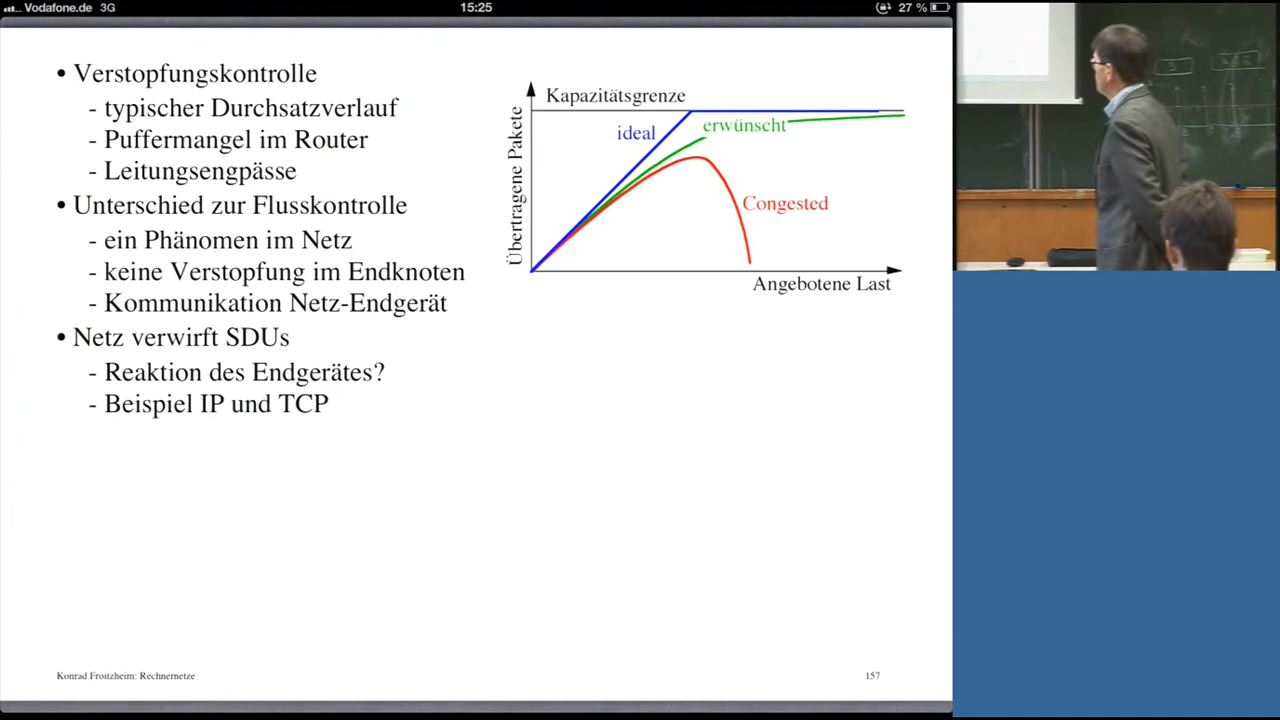 Vodafone.de 3G 15:25 27 %
• Verstopfungskontrolle
- typischer Durchsatzverlauf
- Puffermangel im Router
- Leitungsengpässe
• Unterschied zur Flusskontrolle
- ein Phänomen im Netz
- keine Verstopfung im Endknoten
- Kommunikation Netz-Endgerät
• Netz verwirft SDUs
- Reaktion des Endgerätes?
- Beispiel IP und TCP
Übertragene Pakete
Kapazitätsgrenze
ideal
erwünscht
Congested
Angebotene Last
Konrad Froitzheim: Rechnernetze
157